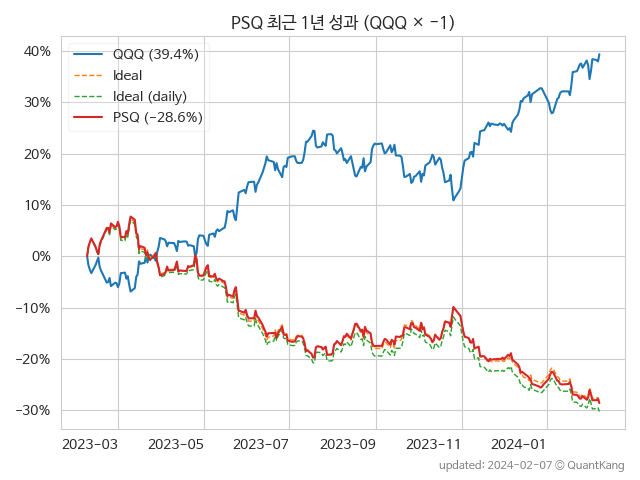 PSQ 최근 1년 성과 (QQQ × −1)
QQQ (39.4%)
Ideal
Ideal (daily)
PSQ (−28.6%)
40%
30%
20%
10%
0%
−10%
−20%
−30%
2023-03 2023-05 2023-07 2023-09 2023-11 2024-01
updated: 2024-02-07 © QuantKang